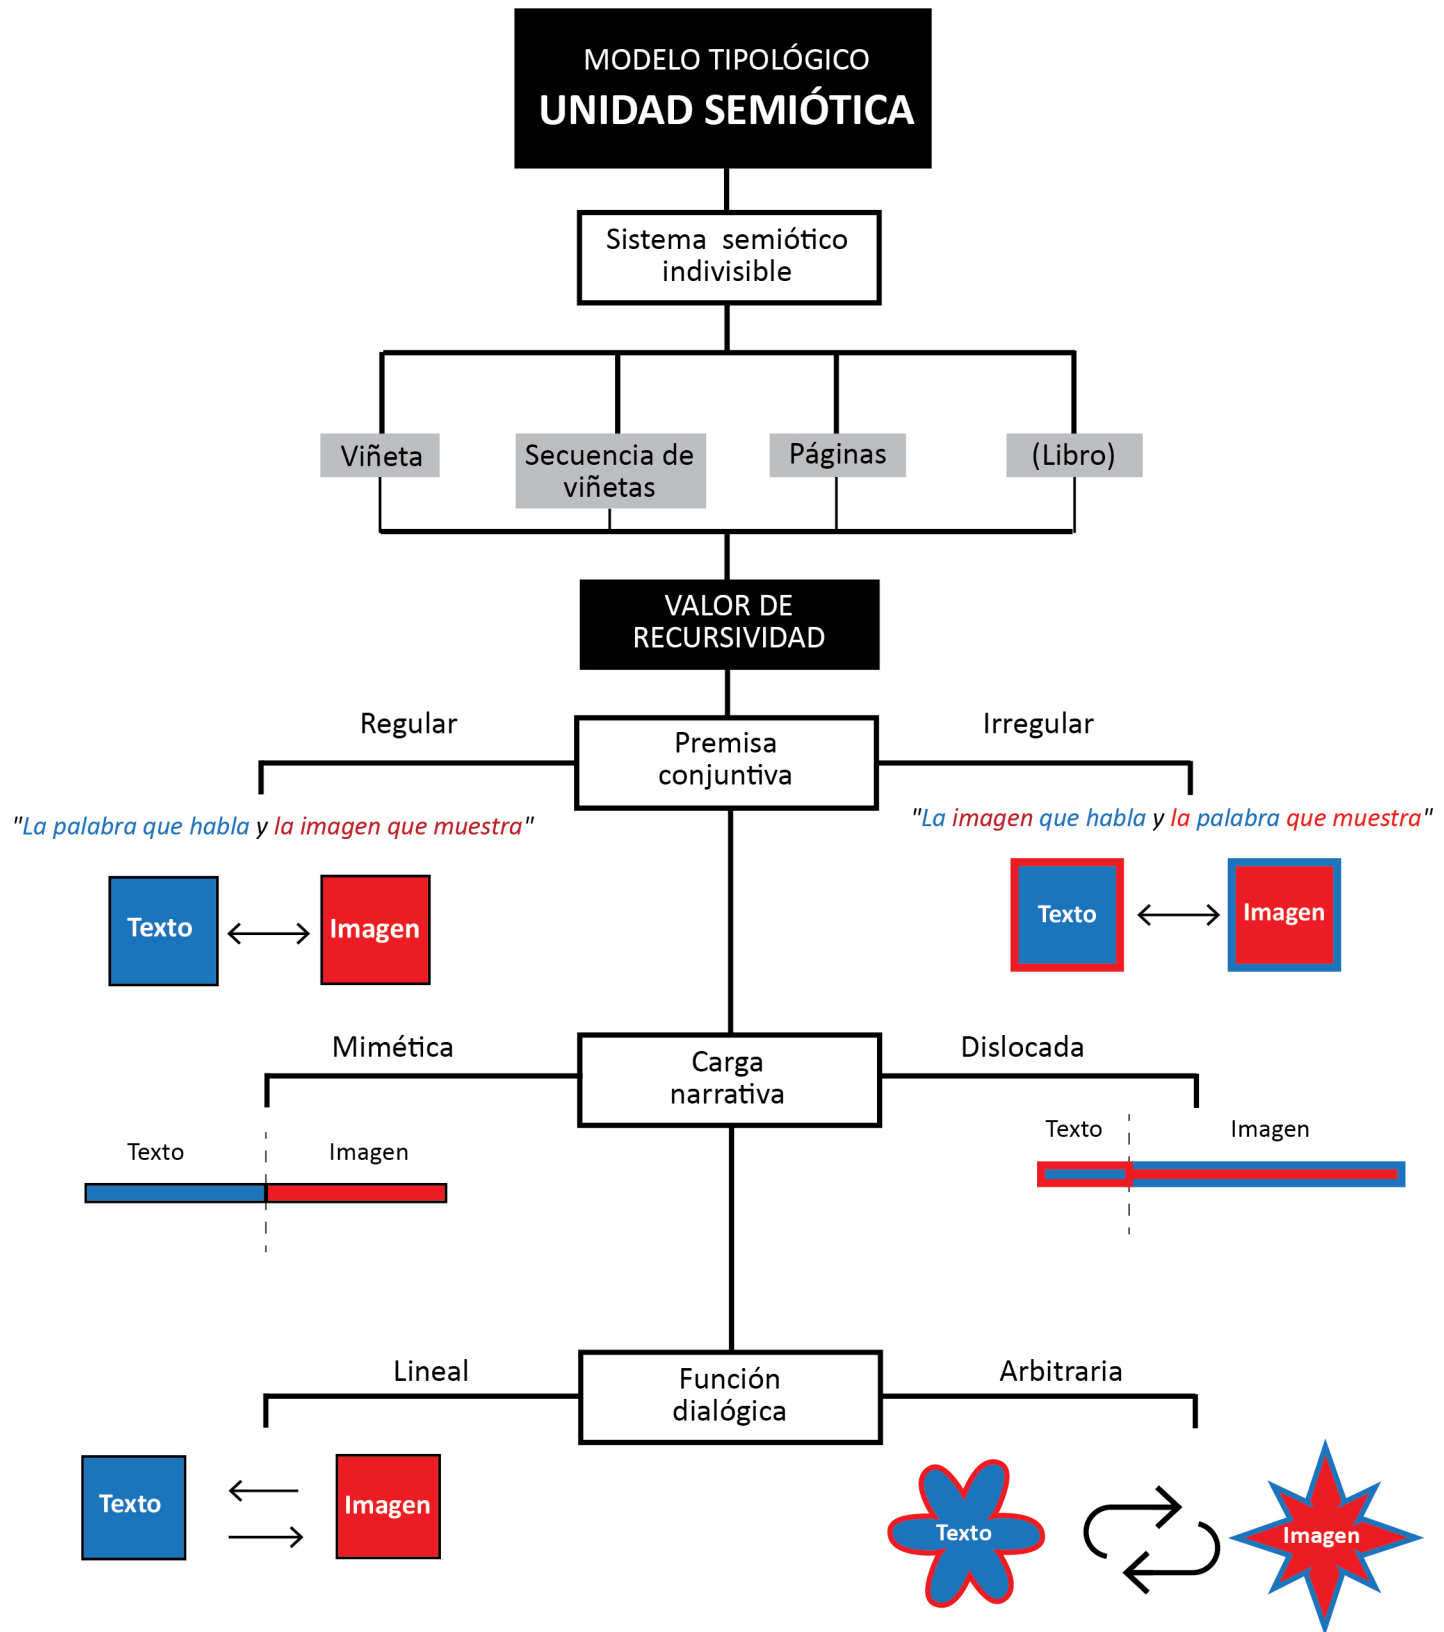 MODELO TIPOLÓGICO
UNIDAD SEMIÓTICA
Sistema semiótico
indivisible
Viñeta
Secuencia de
viñetas
Páginas
(Libro)
VALOR DE
RECURSIVIDAD
Regular
Premisa
conjuntiva
Irregular
"La palabra que habla y la imagen que muestra"
"La imagen que habla y la palabra que muestra"
Texto
Imagen
Texto
Imagen
Mimética
Carga
narrativa
Dislocada
Texto
Imagen
Texto
Imagen
Lineal
Función
dialógica
Arbitraria
Texto
Imagen
Texto
Imagen